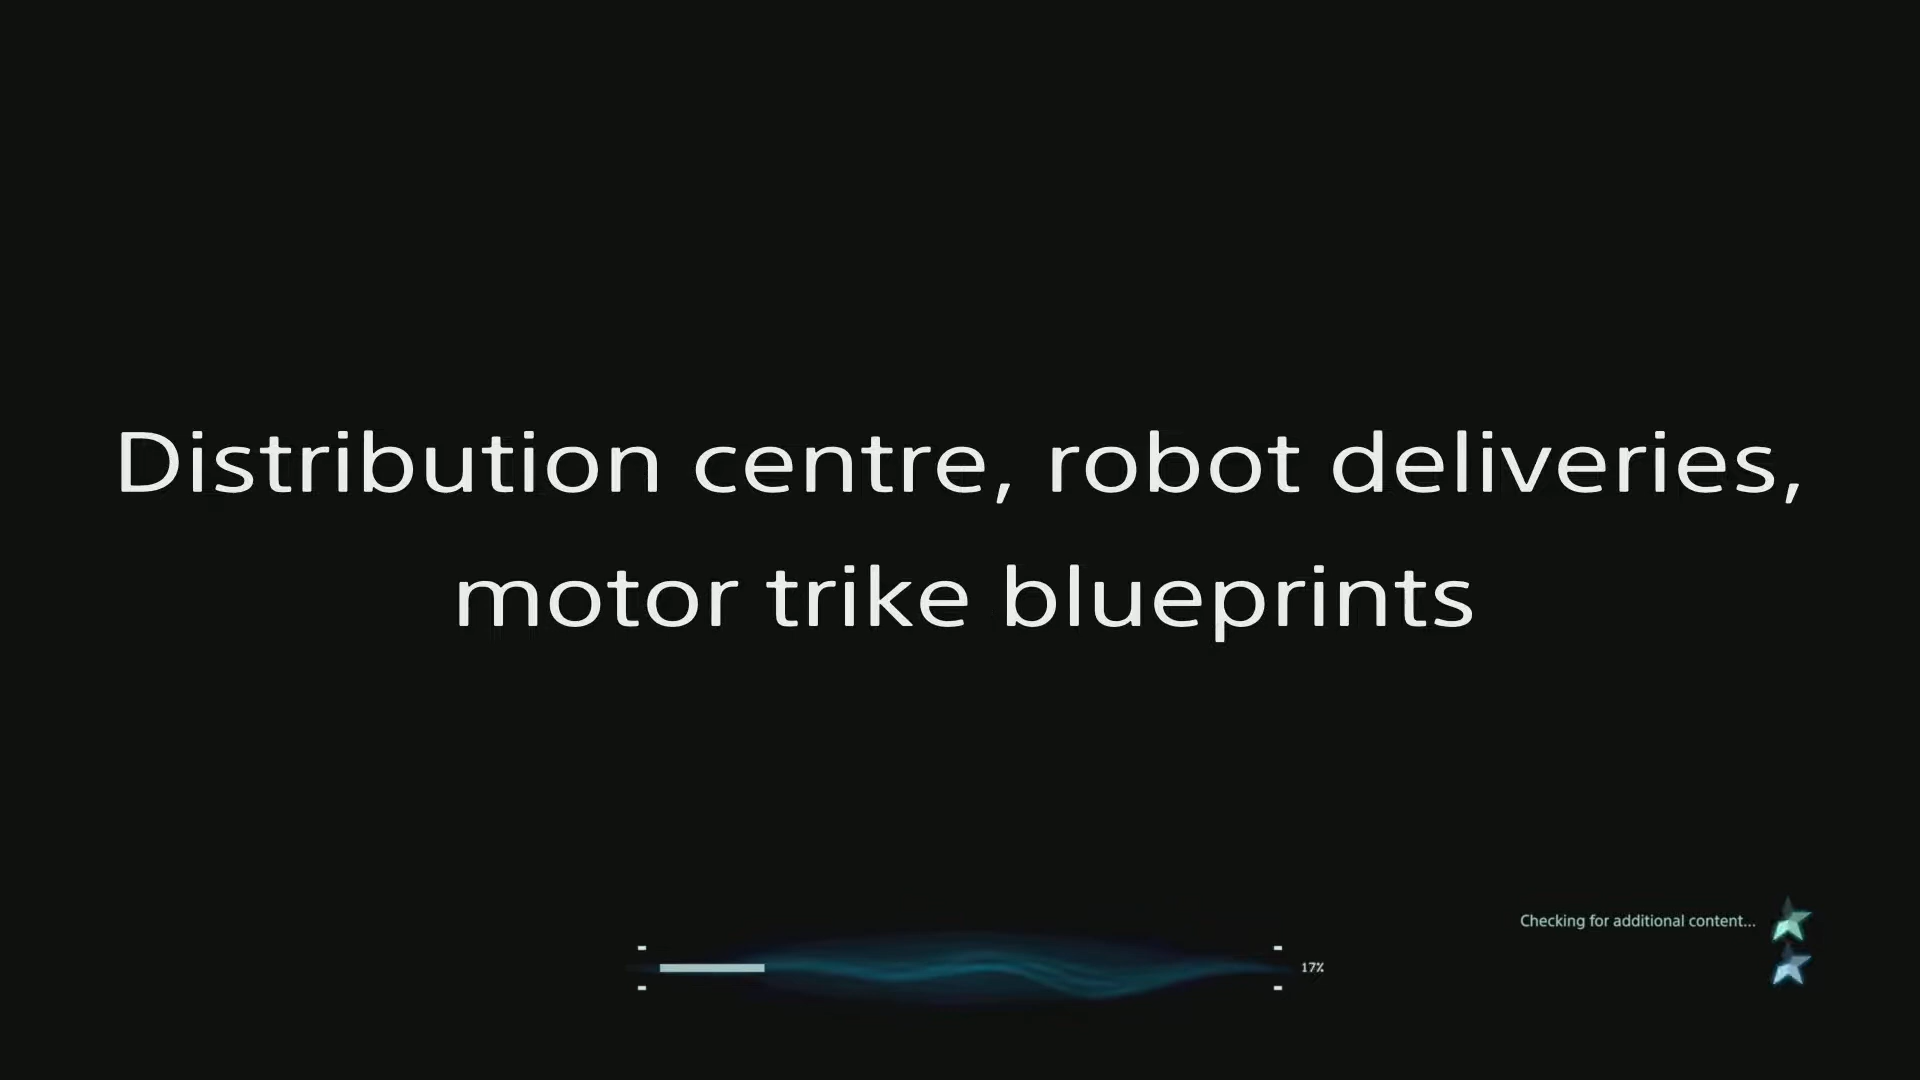 Distribution centre, robot deliveries,
motor trike blueprints
Checking for additional content...
17%